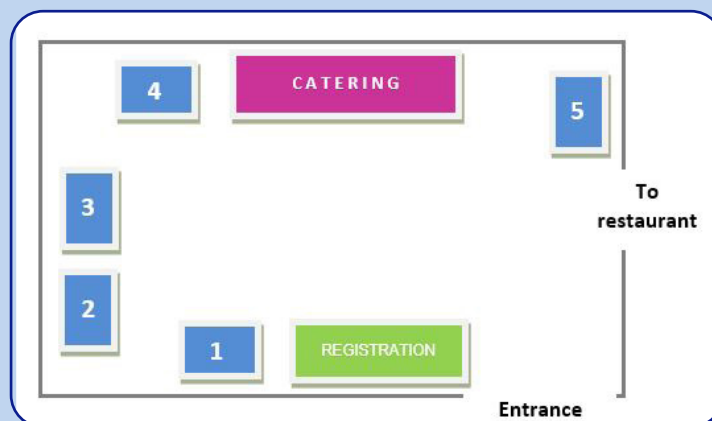 4
CATERING
5
3
To
restaurant
2
1
REGISTRATION
Entrance